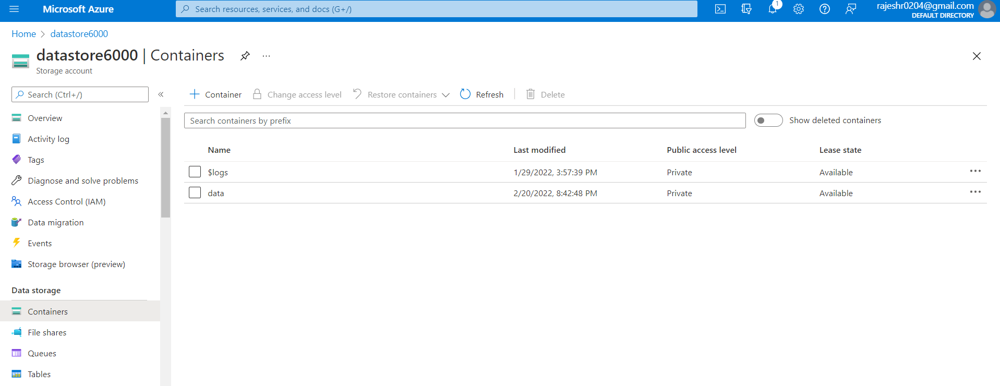 Microsoft Azure
Search resources, services, and docs (G+/)
1
rajeshr0204@gmail.com
DEFAULT DIRECTORY
Home > datastore6000
datastore6000 | Containers
Storage account
Search (Ctrl+/)
«
Overview
Activity log
Tags
Diagnose and solve problems
Access Control (IAM)
Data migration
Events
Storage browser (preview)
Data storage
Containers
File shares
Queues
Tables
+ Container Change access level Restore containers Refresh Delete
Search containers by prefix
Show deleted containers
Name Last modified Public access level Lease state
$logs 1/29/2022, 3:57:39 PM Private Available
data 2/20/2022, 8:42:48 PM Private Available